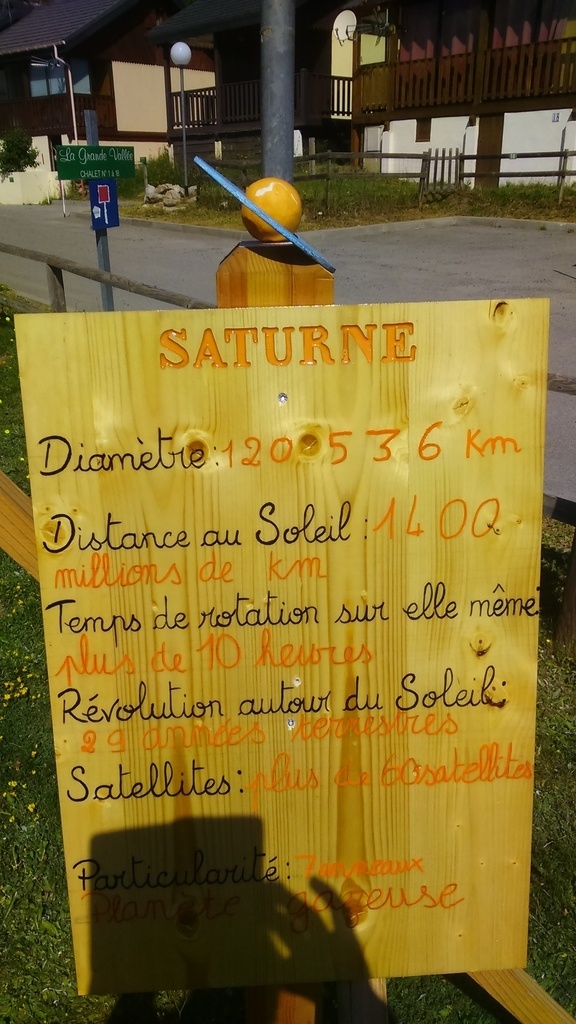 La Grande Vallée
CHALET N° 1 à 8
SATURNE
Diamètre: 120 536 Km
Distance au Soleil : 1400
millions de km
Temps de rotation sur elle même:
plus de 10 heures
Révolution autour du Soleil:
29 années terrestres
Satellites: plus de 60 satellites
Particularité: 7 anneaux
Planète gazeuse